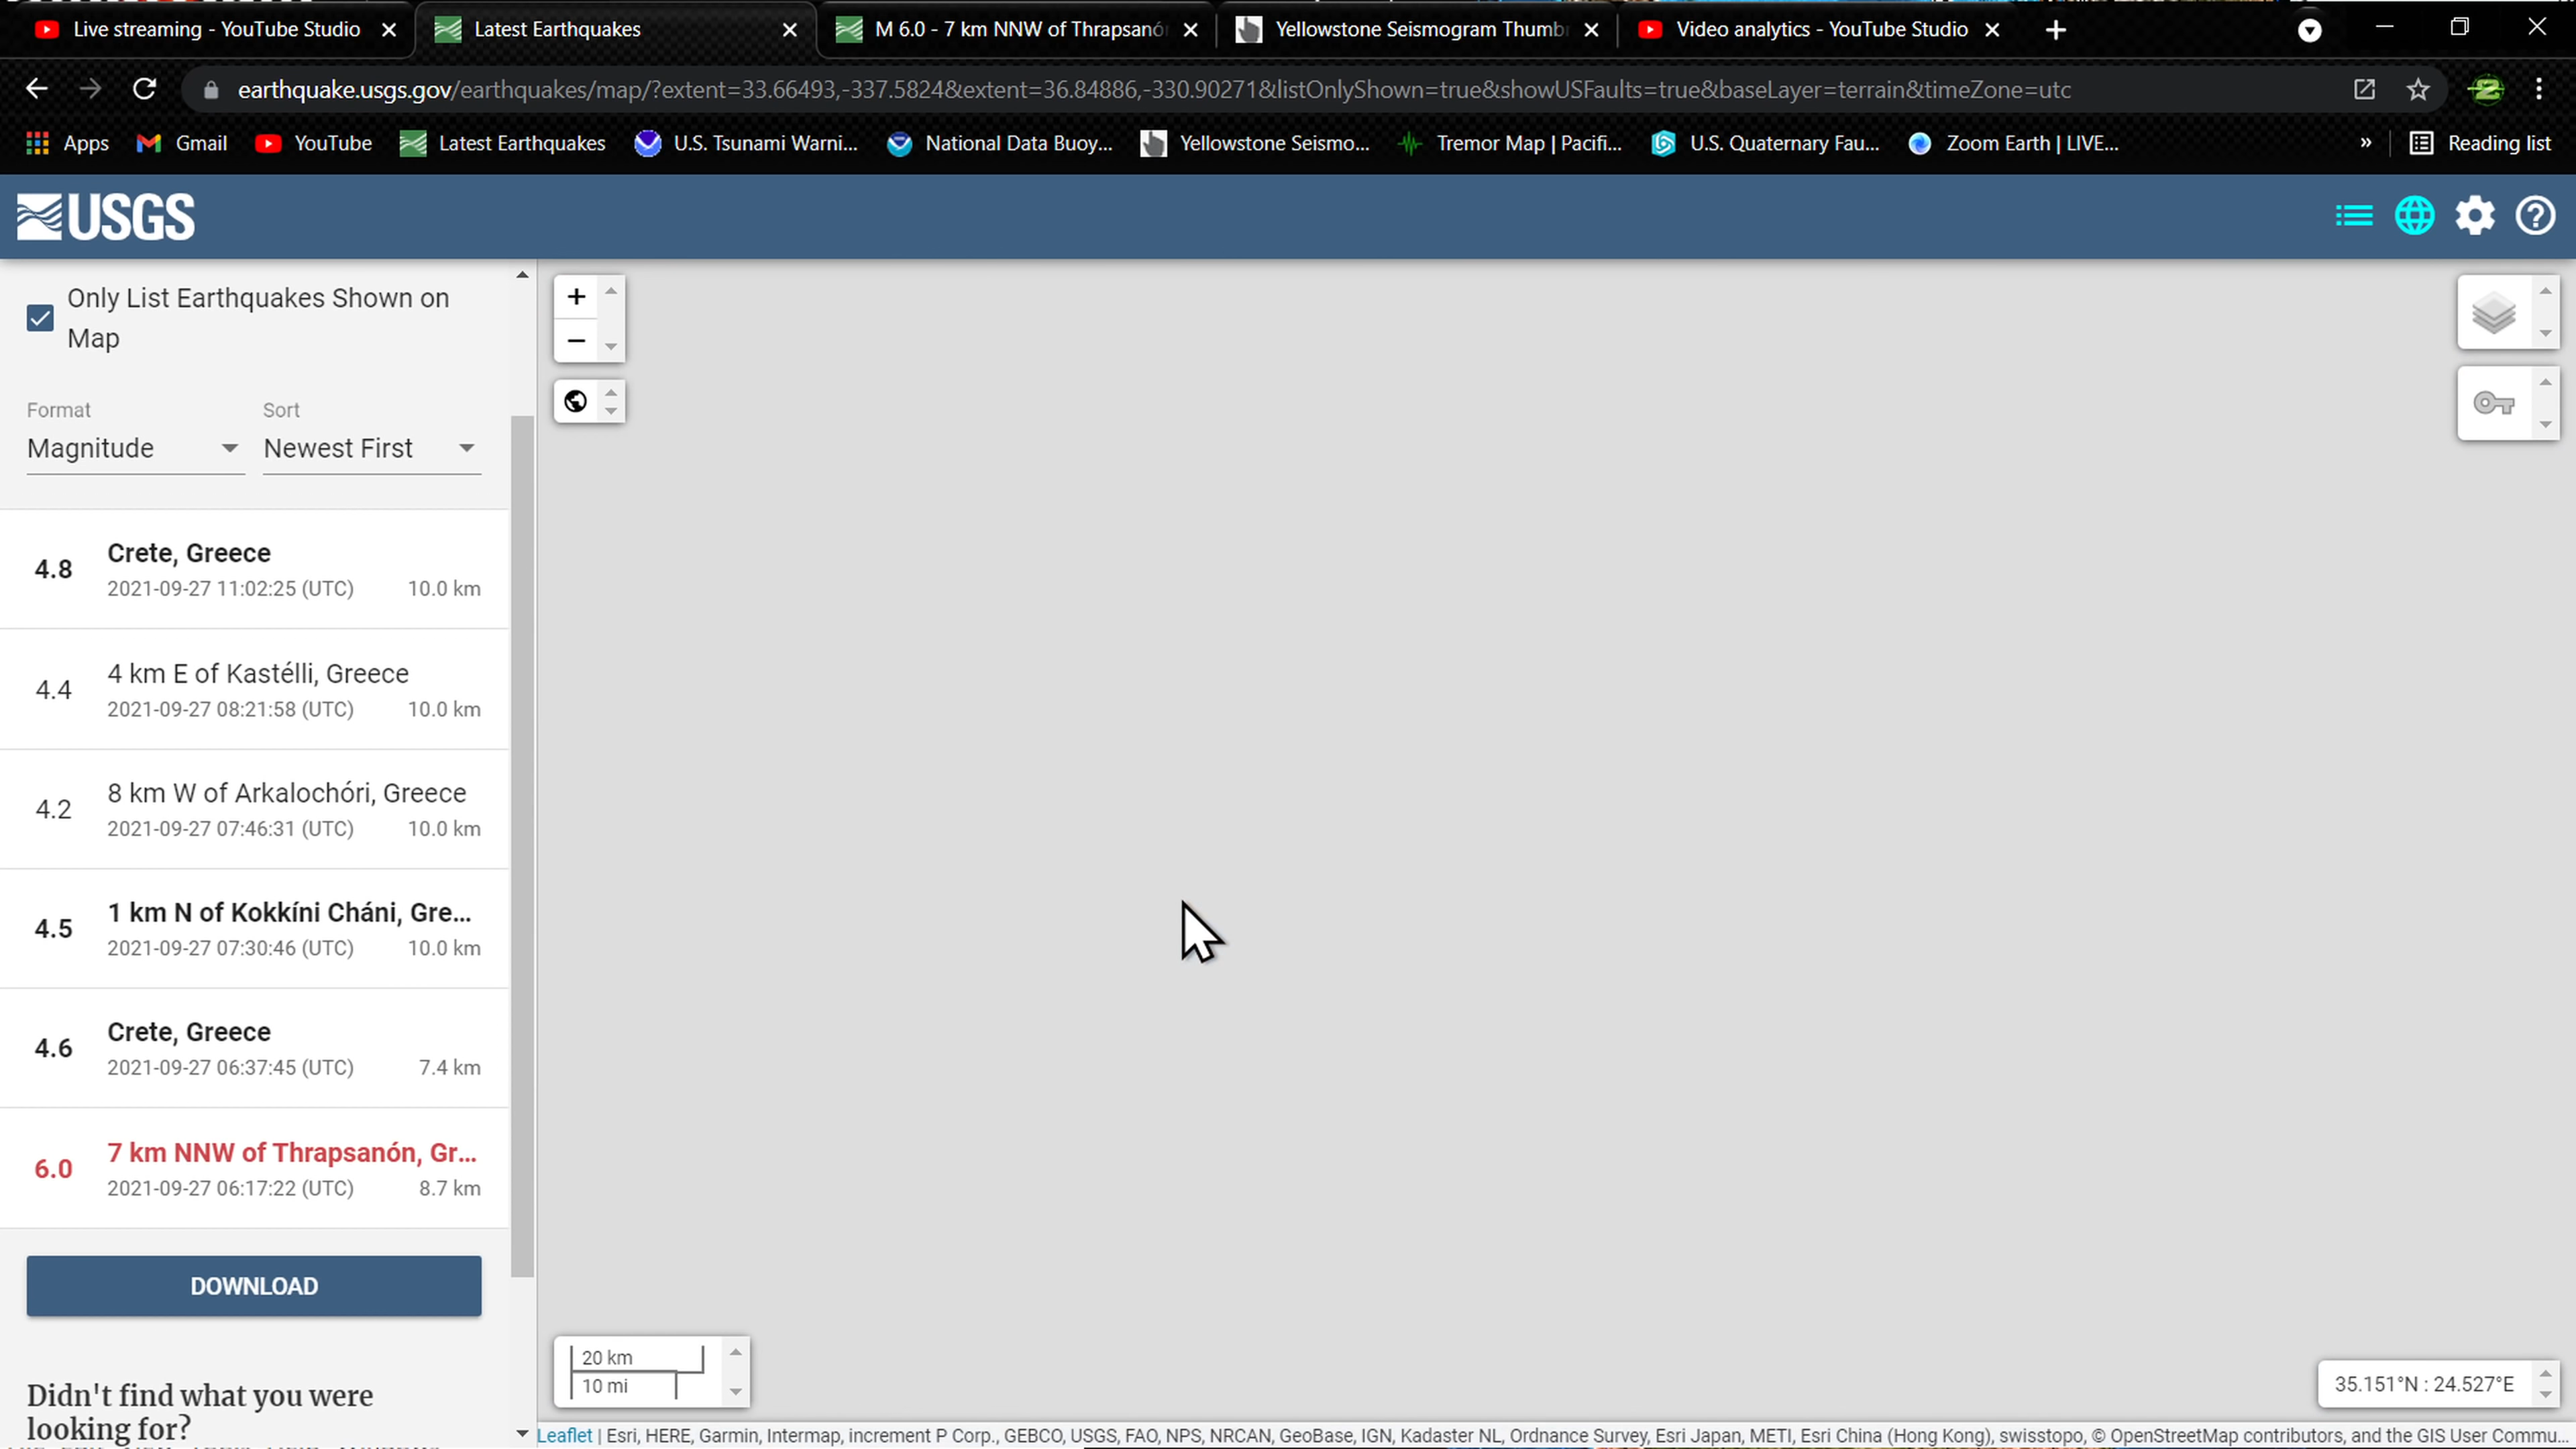 Live streaming - YouTube Studio
Latest Earthquakes
M 6.0 - 7 km NNW of Thrapsanó
Yellowstone Seismogram Thumb
Video analytics - YouTube Studio
earthquake.usgs.gov/earthquakes/map/?extent=33.66493,-337.5824&extent=36.84886,-330.90271&listOnlyShown=true&showUSFaults=true&baseLayer=terrain&timeZone=utc
Apps
Gmail
YouTube
Latest Earthquakes
U.S. Tsunami Warni...
National Data Buoy...
Yellowstone Seismo...
Tremor Map | Pacifi...
U.S. Quaternary Fau...
Zoom Earth | LIVE...
»
Reading list
USGS
Only List Earthquakes Shown on
Map
Format
Sort
Magnitude
Newest First
4.8
Crete, Greece
2021-09-27 11:02:25 (UTC) 10.0 km
4.4
4 km E of Kastélli, Greece
2021-09-27 08:21:58 (UTC) 10.0 km
4.2
8 km W of Arkalochóri, Greece
2021-09-27 07:46:31 (UTC) 10.0 km
4.5
1 km N of Kokkíni Cháni, Gre...
2021-09-27 07:30:46 (UTC) 10.0 km
4.6
Crete, Greece
2021-09-27 06:37:45 (UTC) 7.4 km
6.0
7 km NNW of Thrapsanón, Gr...
2021-09-27 06:17:22 (UTC) 8.7 km
DOWNLOAD
Didn't find what you were
looking for?
+
−
20 km
10 mi
35.151°N : 24.527°E
Leaflet | Esri, HERE, Garmin, Intermap, increment P Corp., GEBCO, USGS, FAO, NPS, NRCAN, GeoBase, IGN, Kadaster NL, Ordnance Survey, Esri Japan, METI, Esri China (Hong Kong), swisstopo, © OpenStreetMap contributors, and the GIS User Commu...